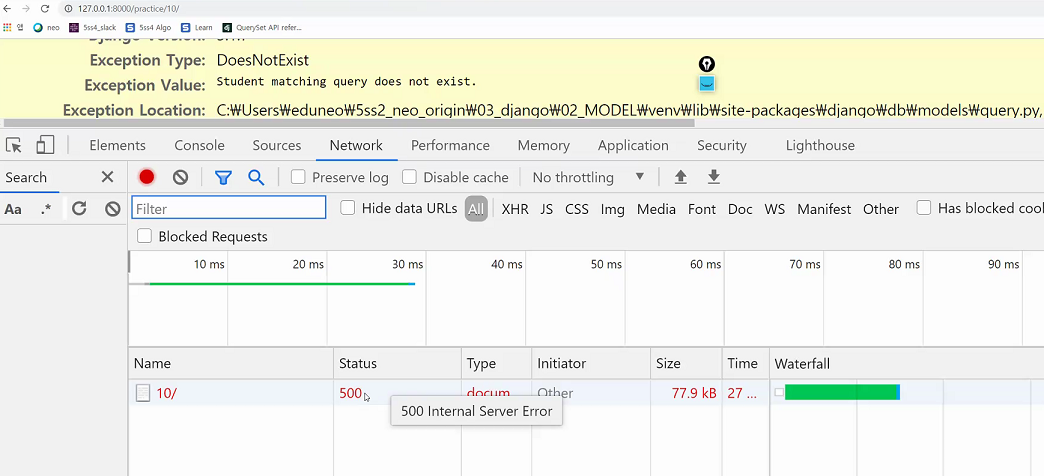 127.0.0.1:8000/practice/10/
앱 neo 5ss4_slack 5ss4 Algo Learn QuerySet API refer...
Exception Type: DoesNotExist
Exception Value: Student matching query does not exist.
Exception Location: C:₩Users₩eduneo₩5ss2_neo_origin₩03_django₩02_MODEL₩venv₩lib₩site-packages₩django₩db₩models₩query.py,
Elements Console Sources Network Performance Memory Application Security Lighthouse
Search Preserve log Disable cache No throttling
Aa .* Filter Hide data URLs All XHR JS CSS Img Media Font Doc WS Manifest Other Has blocked cool
Blocked Requests
10 ms 20 ms 30 ms 40 ms 50 ms 60 ms 70 ms 80 ms 90 ms
Name Status Type Initiator Size Time Waterfall
10/ 500 docum Other 77.9 kB 27 ...
500 Internal Server Error